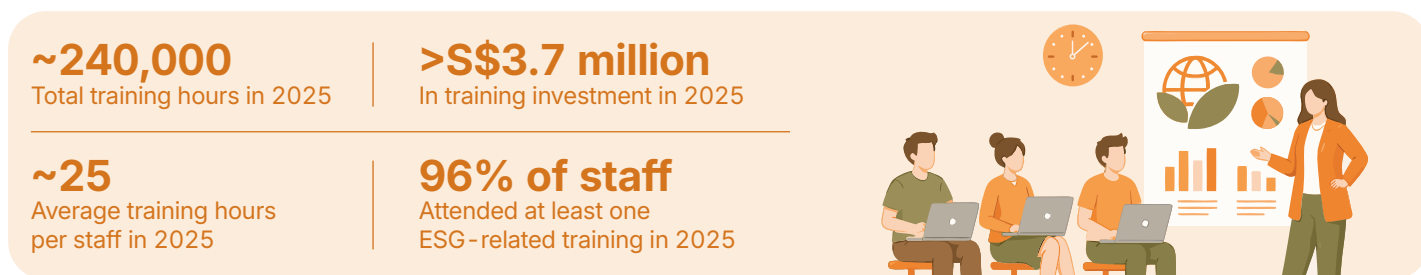 ~240,000
Total training hours in 2025
>S$3.7 million
In training investment in 2025
~25
Average training hours
per staff in 2025
96% of staff
Attended at least one
ESG-related training in 2025